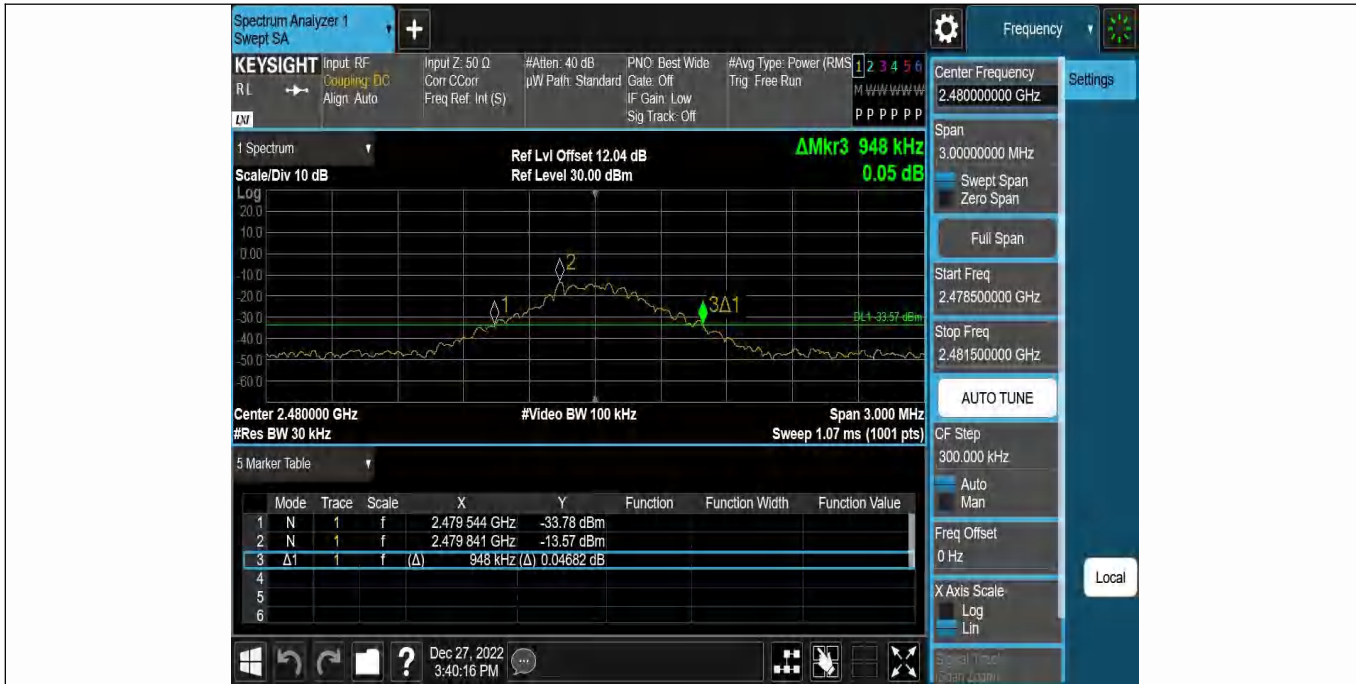 Spectrum Analyzer 1
Swept SA
+
Frequency
KEYSIGHT
RL
LXI
Input: RF
Coupling: DC
Align: Auto
Input Z: 50 Ω
Corr CCorr
Freq Ref: Int (S)
#Atten: 40 dB
µW Path: Standard
PNO: Best Wide
Gate: Off
IF Gain: Low
Sig Track: Off
#Avg Type: Power (RMS
Trig: Free Run
1 2 3 4 5 6
M W W W W W
P P P P P P
1 Spectrum
Scale/Div 10 dB
Ref Lvl Offset 12.04 dB
Ref Level 30.00 dBm
ΔMkr3 948 kHz
0.05 dB
Log
20.0
10.0
0.00
-10.0
-20.0
-30.0
-40.0
-50.0
-60.0
1
2
3Δ1
DL1 -33.57 dBm
Center 2.480000 GHz
#Res BW 30 kHz
#Video BW 100 kHz
Span 3.000 MHz
Sweep 1.07 ms (1001 pts)
5 Marker Table
Mode Trace Scale X Y Function Function Width Function Value
1 N 1 f 2.479 544 GHz -33.78 dBm
2 N 1 f 2.479 841 GHz -13.57 dBm
3 Δ1 1 f (Δ) 948 kHz (Δ) 0.04682 dB
4
5
6
?
Dec 27, 2022
3:40:16 PM
Center Frequency
2.480000000 GHz
Settings
Span
3.00000000 MHz
Swept Span
Zero Span
Full Span
Start Freq
2.478500000 GHz
Stop Freq
2.481500000 GHz
AUTO TUNE
CF Step
300.000 kHz
Auto
Man
Freq Offset
0 Hz
X Axis Scale
Log
Lin
Signal Track
(Span Zoom)
Local